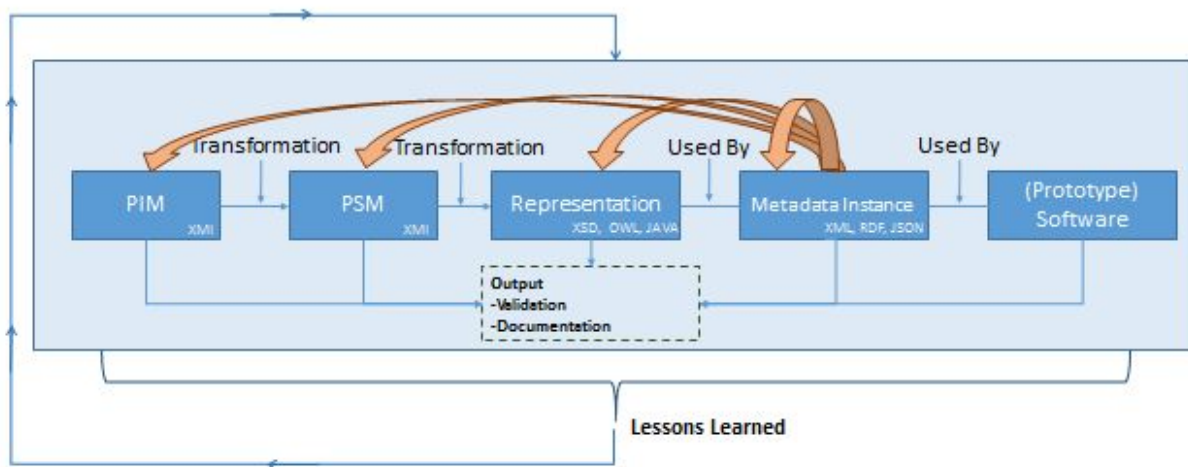 Transformation
Transformation
Used By
Used By
PIM
XMI
PSM
XMI
Representation
XSD, OWL, JAVA
Metadata Instance
XML, RDF, JSON
(Prototype)
Software
Output
-Validation
-Documentation
Lessons Learned